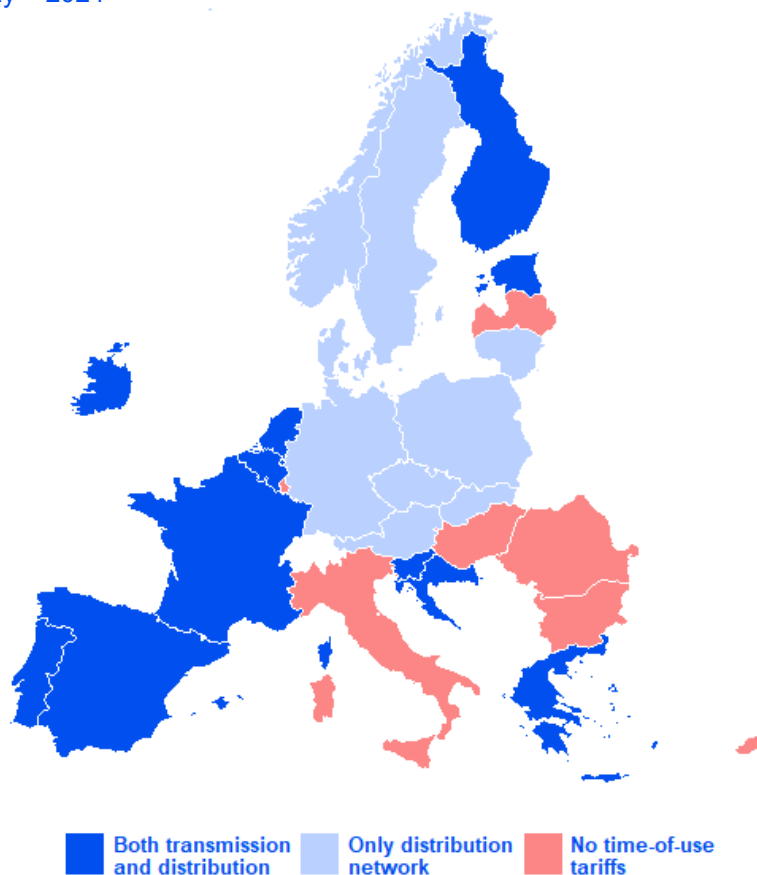 Both transmission
and distribution
Only distribution
network
No time-of-use
tariffs